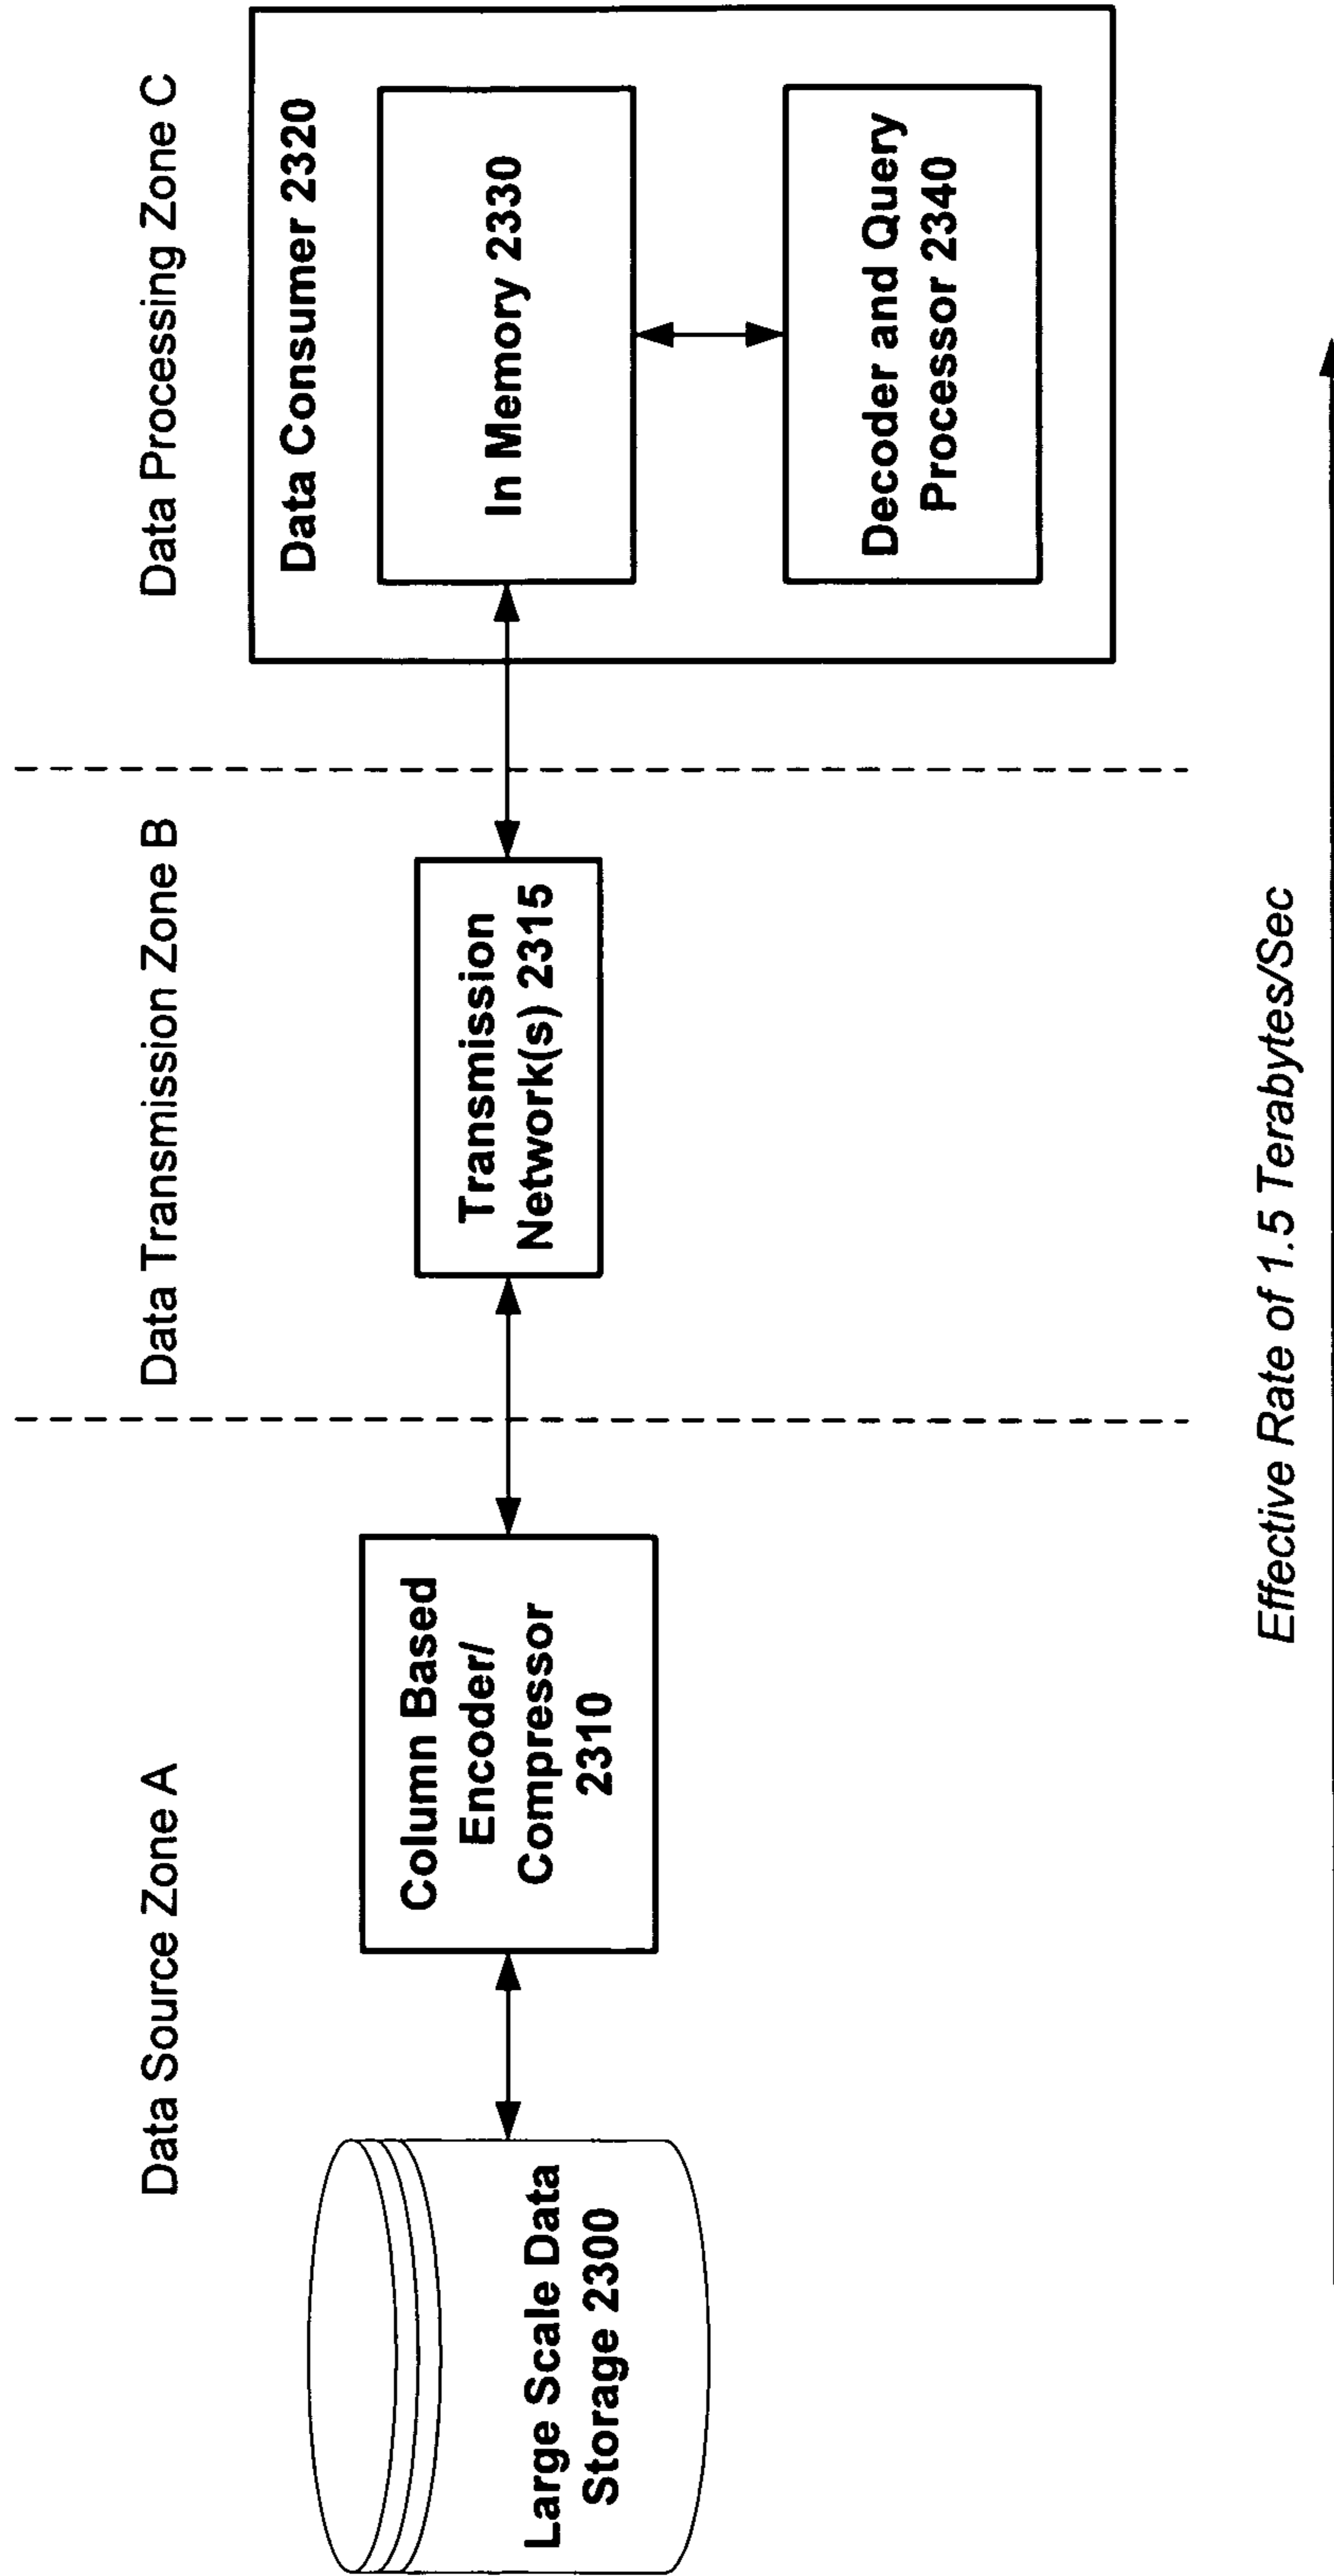 Data Source Zone A
Data Transmission Zone B
Data Processing Zone C
Large Scale Data
Storage 2300
Column Based
Encoder/
Compressor
2310
Transmission
Network(s) 2315
Data Consumer 2320
In Memory 2330
Decoder and Query
Processor 2340
Effective Rate of 1.5 Terabytes/Sec